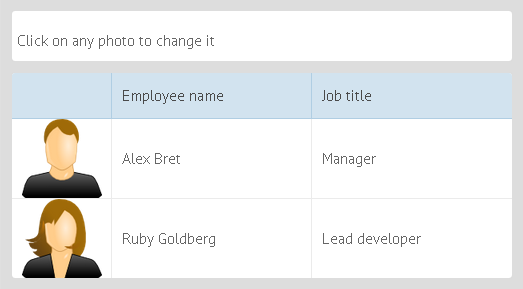 Click on any photo to change it
Employee name Job title
Alex Bret Manager
Ruby Goldberg Lead developer